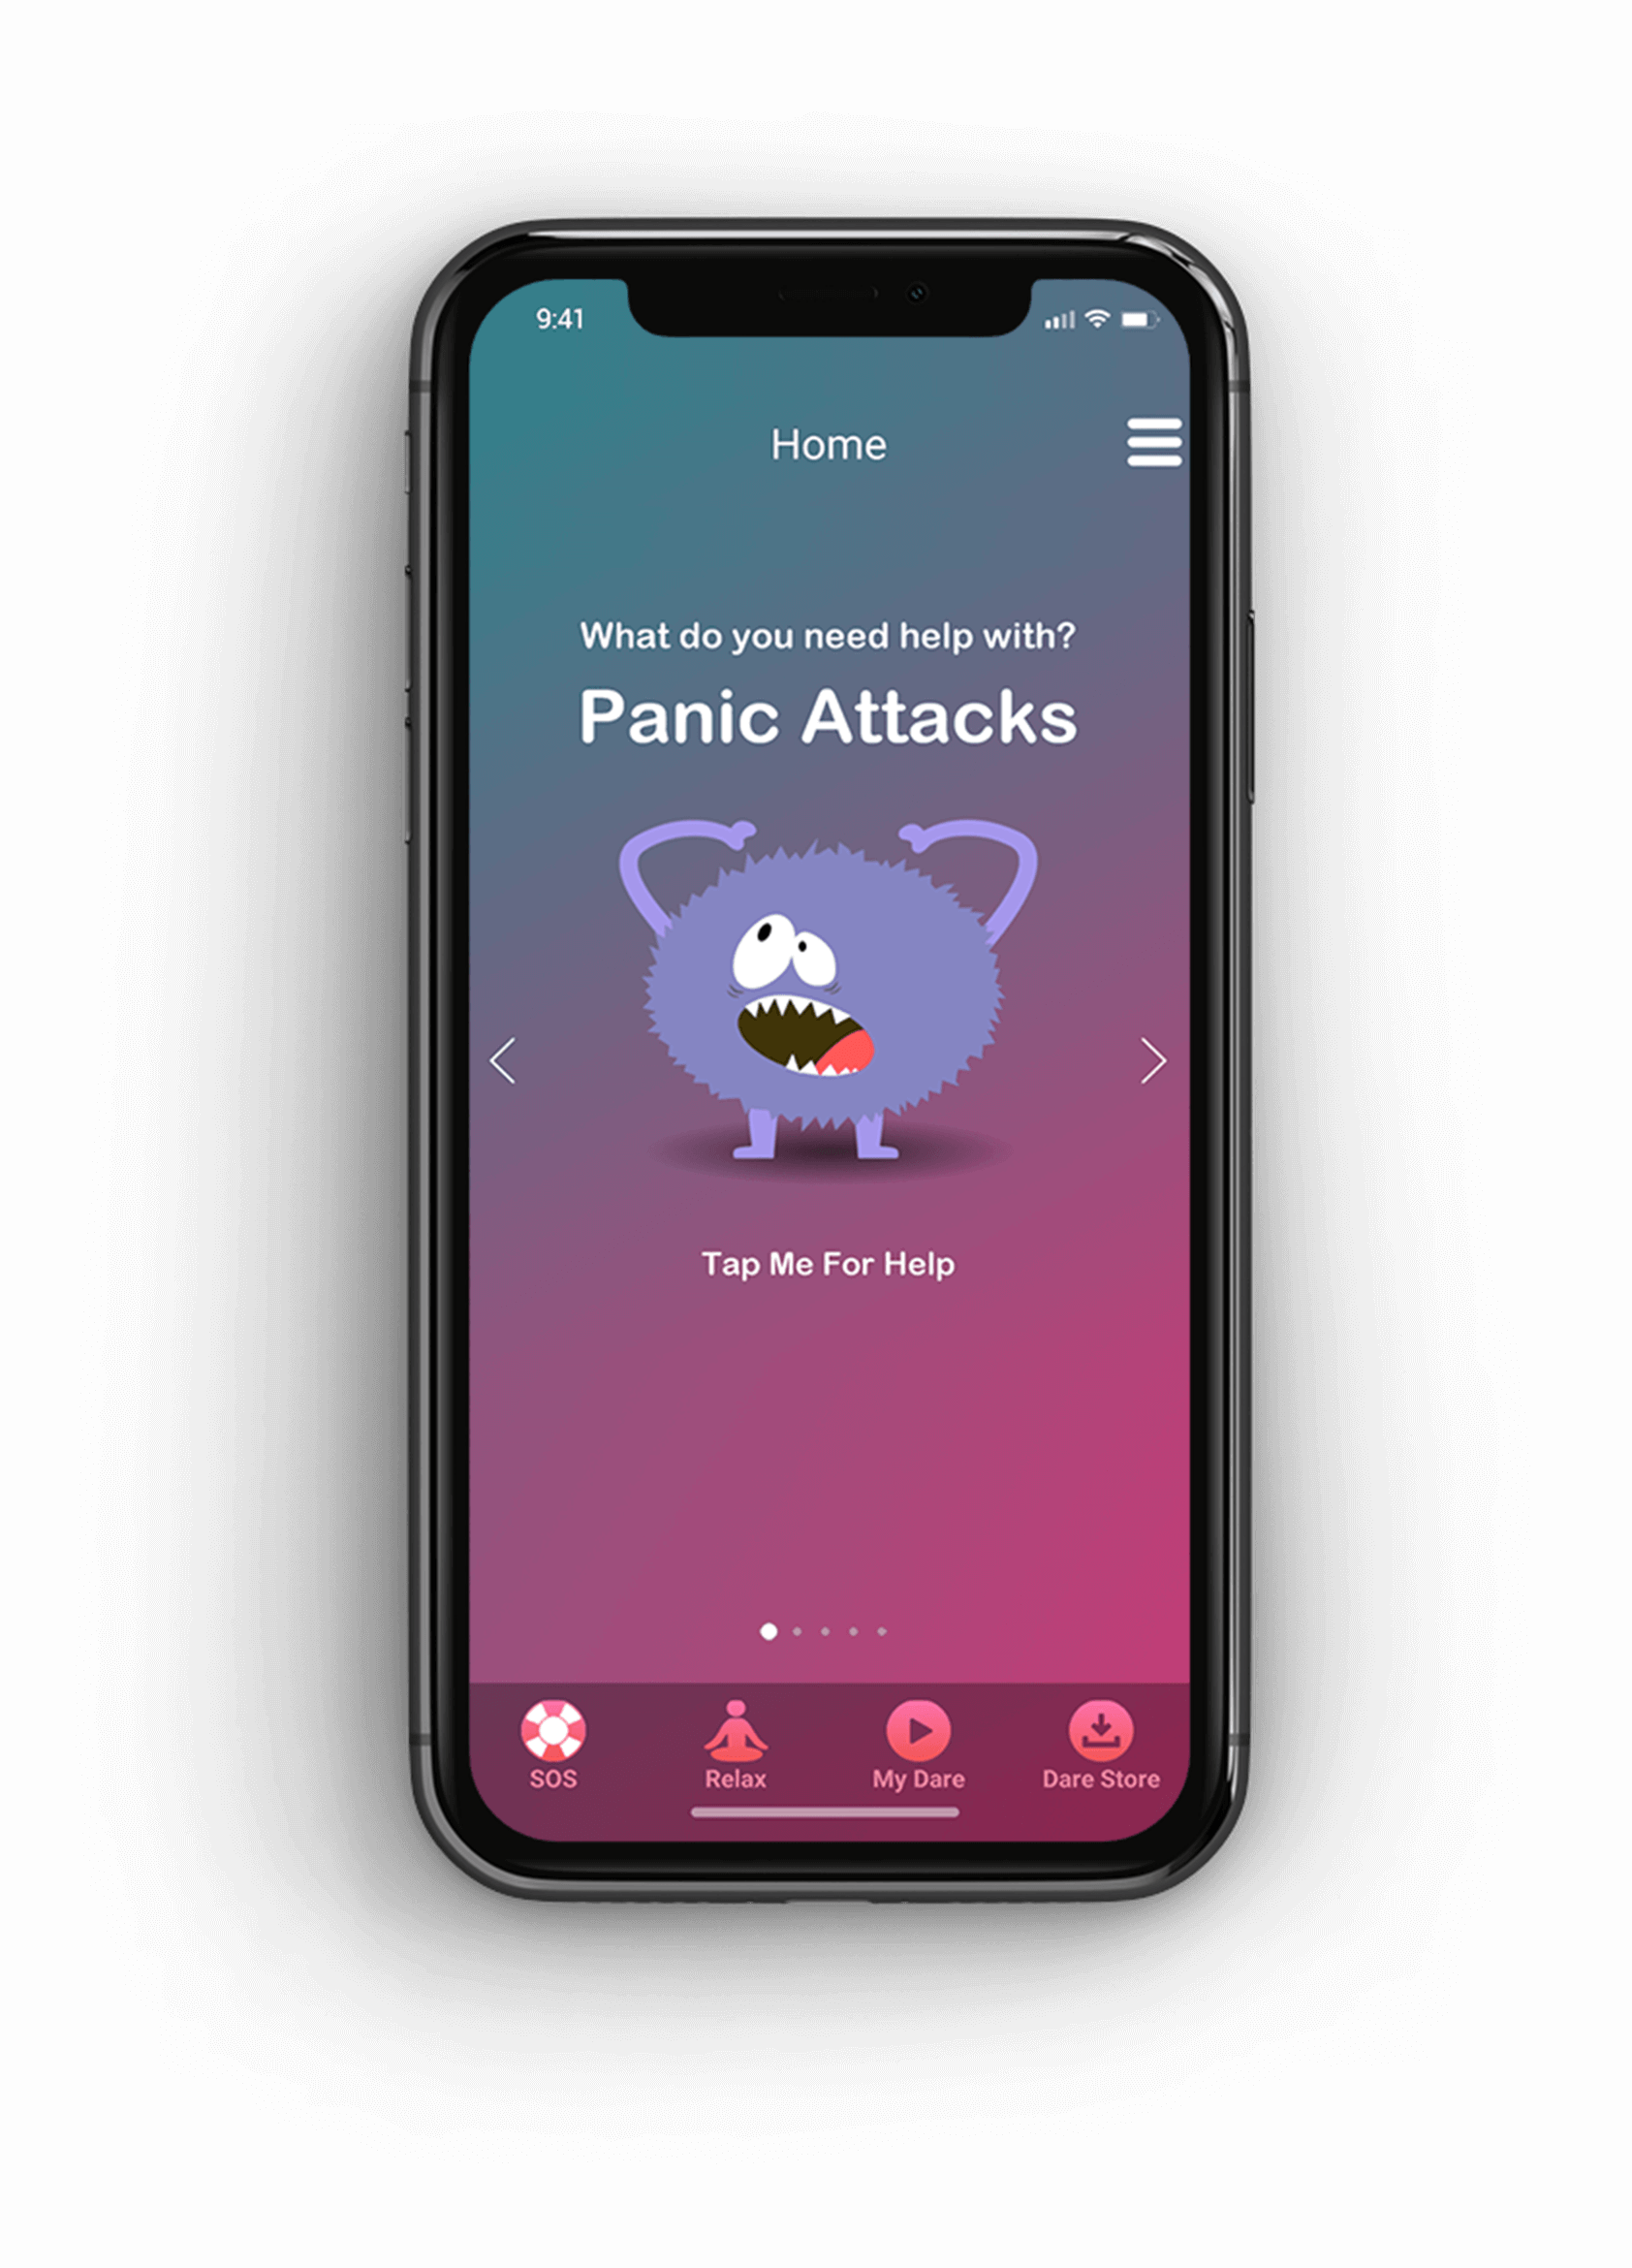 9:41
Home
What do you need help with?
Panic Attacks
Tap Me For Help
SOS
Relax
My Dare
Dare Store